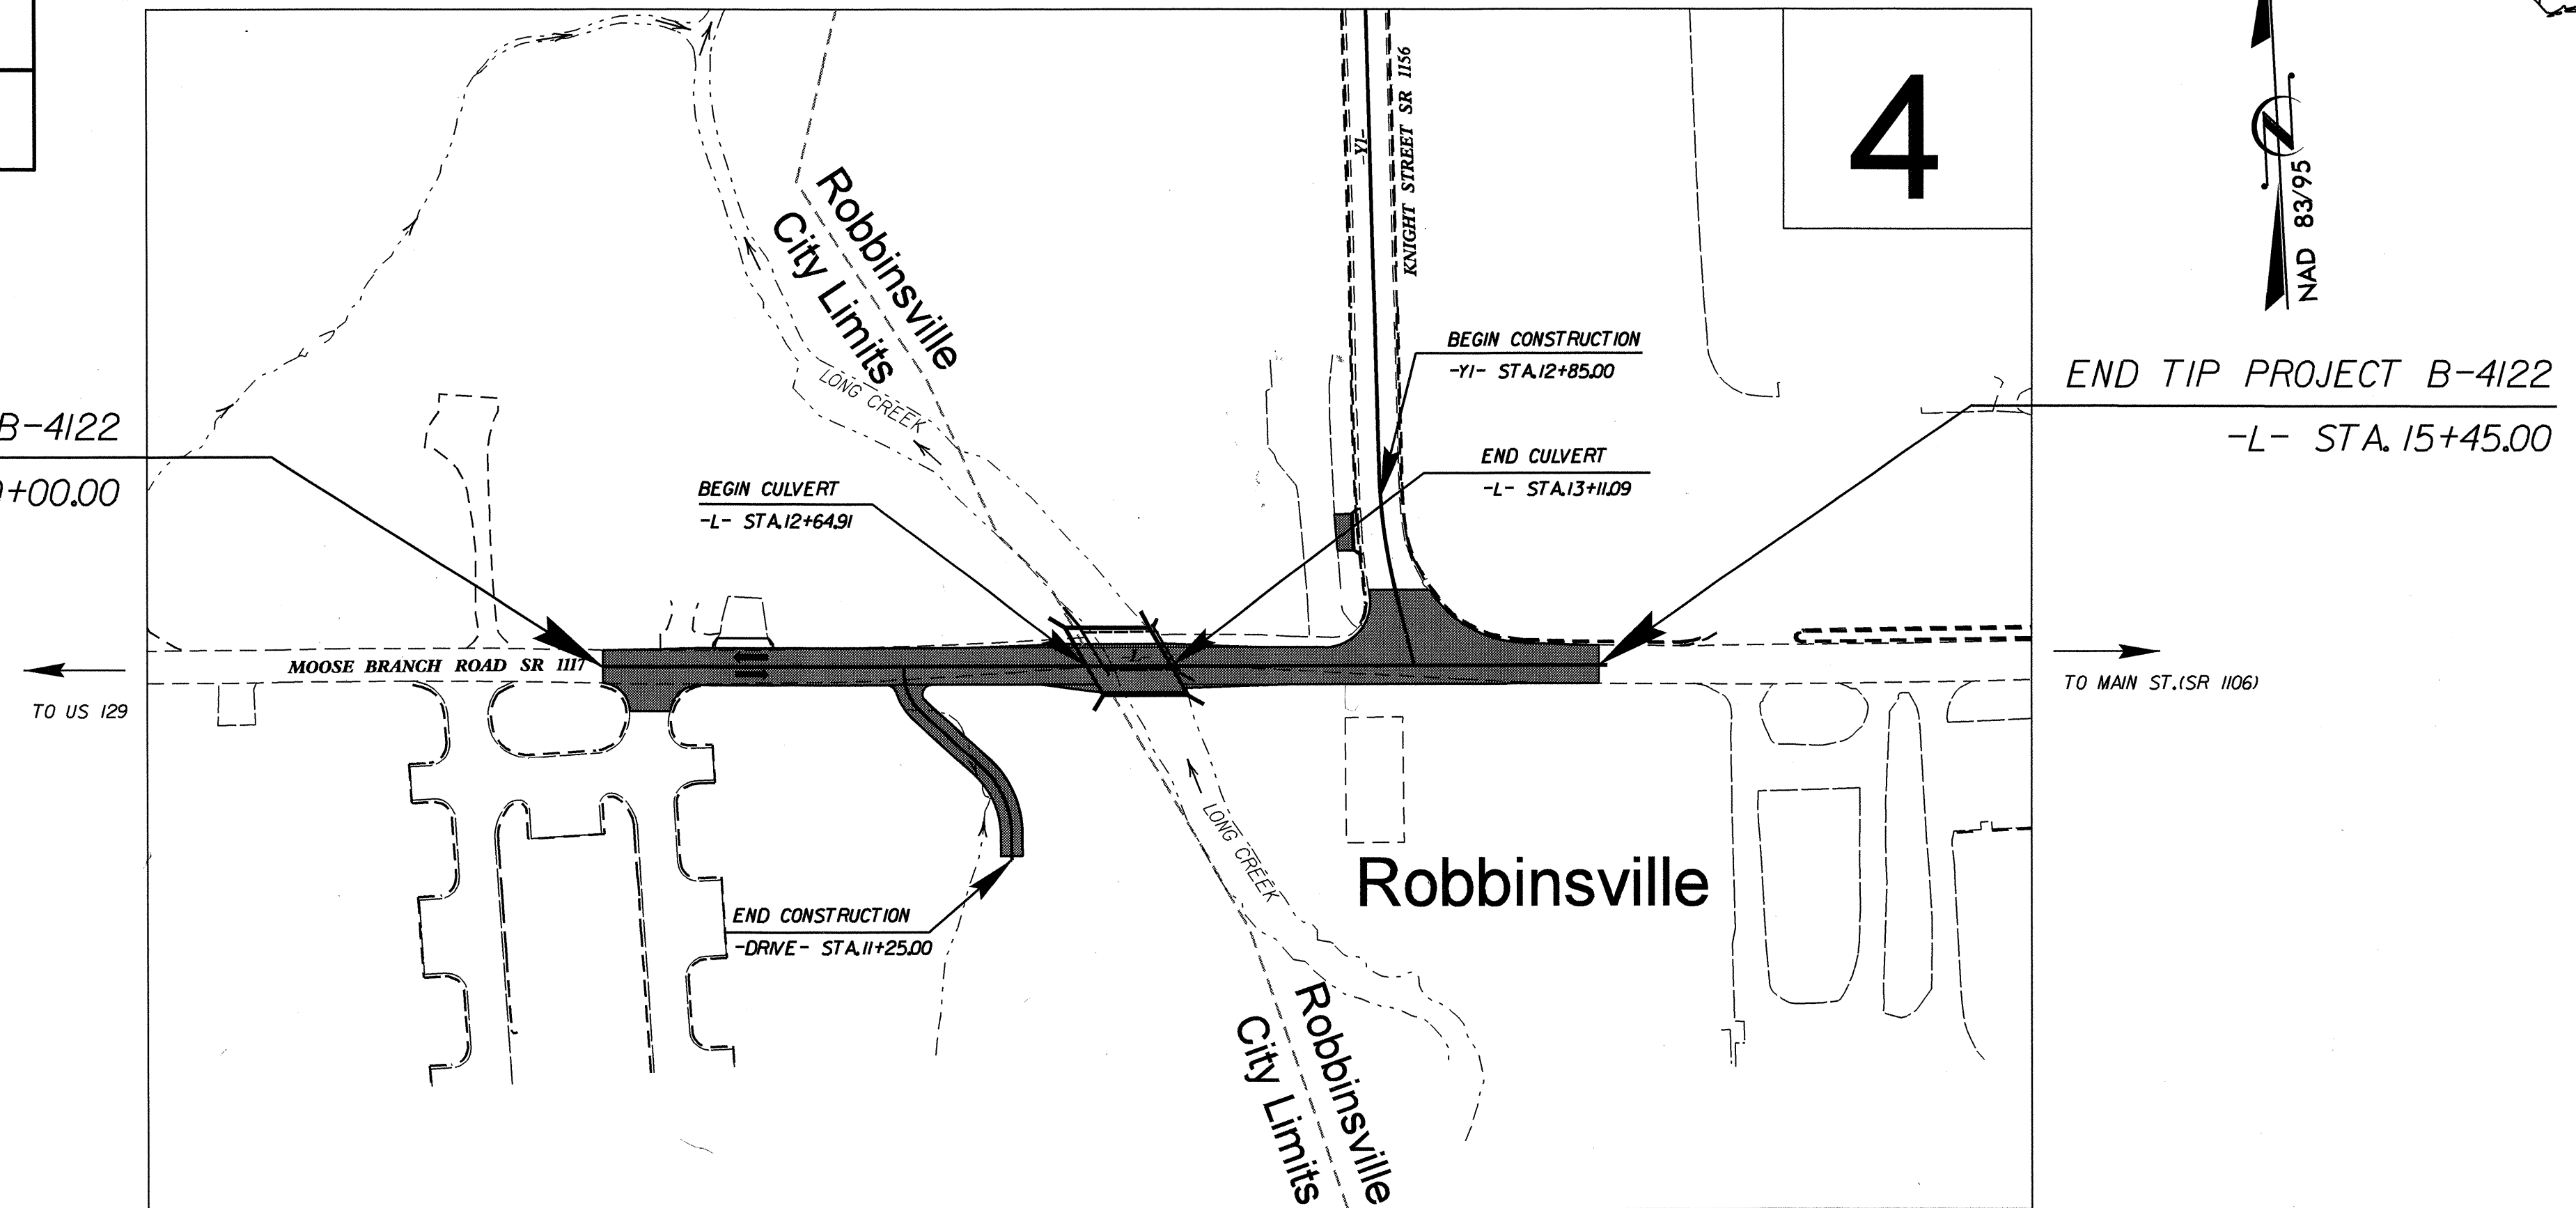 4
KNIGHT STREET SR 1156
-Y1-
NAD 83/95
Robbinsville
City Limits
LONG CREEK
BEGIN CONSTRUCTION
-Y1- STA.12+85.00
END TIP PROJECT B-4122
-L- STA. 15+45.00
B-4122
+00.00
END CULVERT
-L- STA.13+11.09
BEGIN CULVERT
-L- STA.12+64.91
MOOSE BRANCH ROAD SR 1117
-L-
TO US 129
TO MAIN ST.(SR 1106)
LONG CREEK
Robbinsville
END CONSTRUCTION
-DRIVE- STA.11+25.00
Robbinsville
City Limits